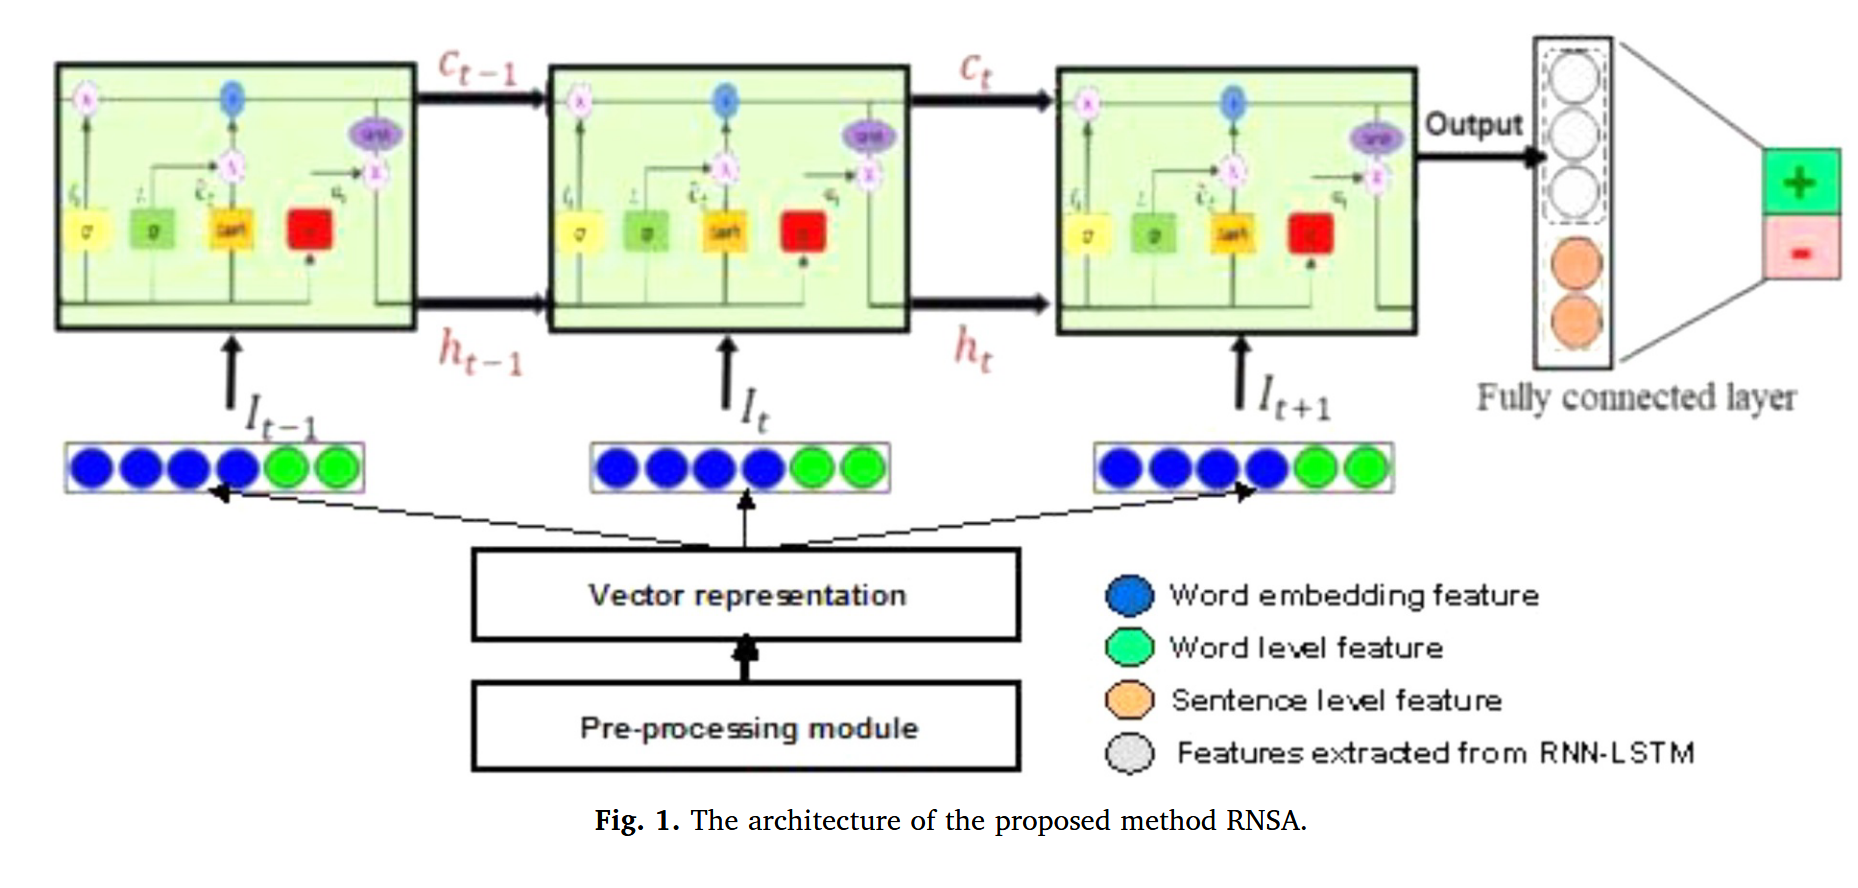 C_{t-1}
C_t
Output
+
-
h_{t-1}
h_t
I_{t-1}
I_t
I_{t+1}
Fully connected layer
Vector representation
Pre-processing module
Word embedding feature
Word level feature
Sentence level feature
Features extracted from RNN-LSTM
Fig. 1. The architecture of the proposed method RNSA.